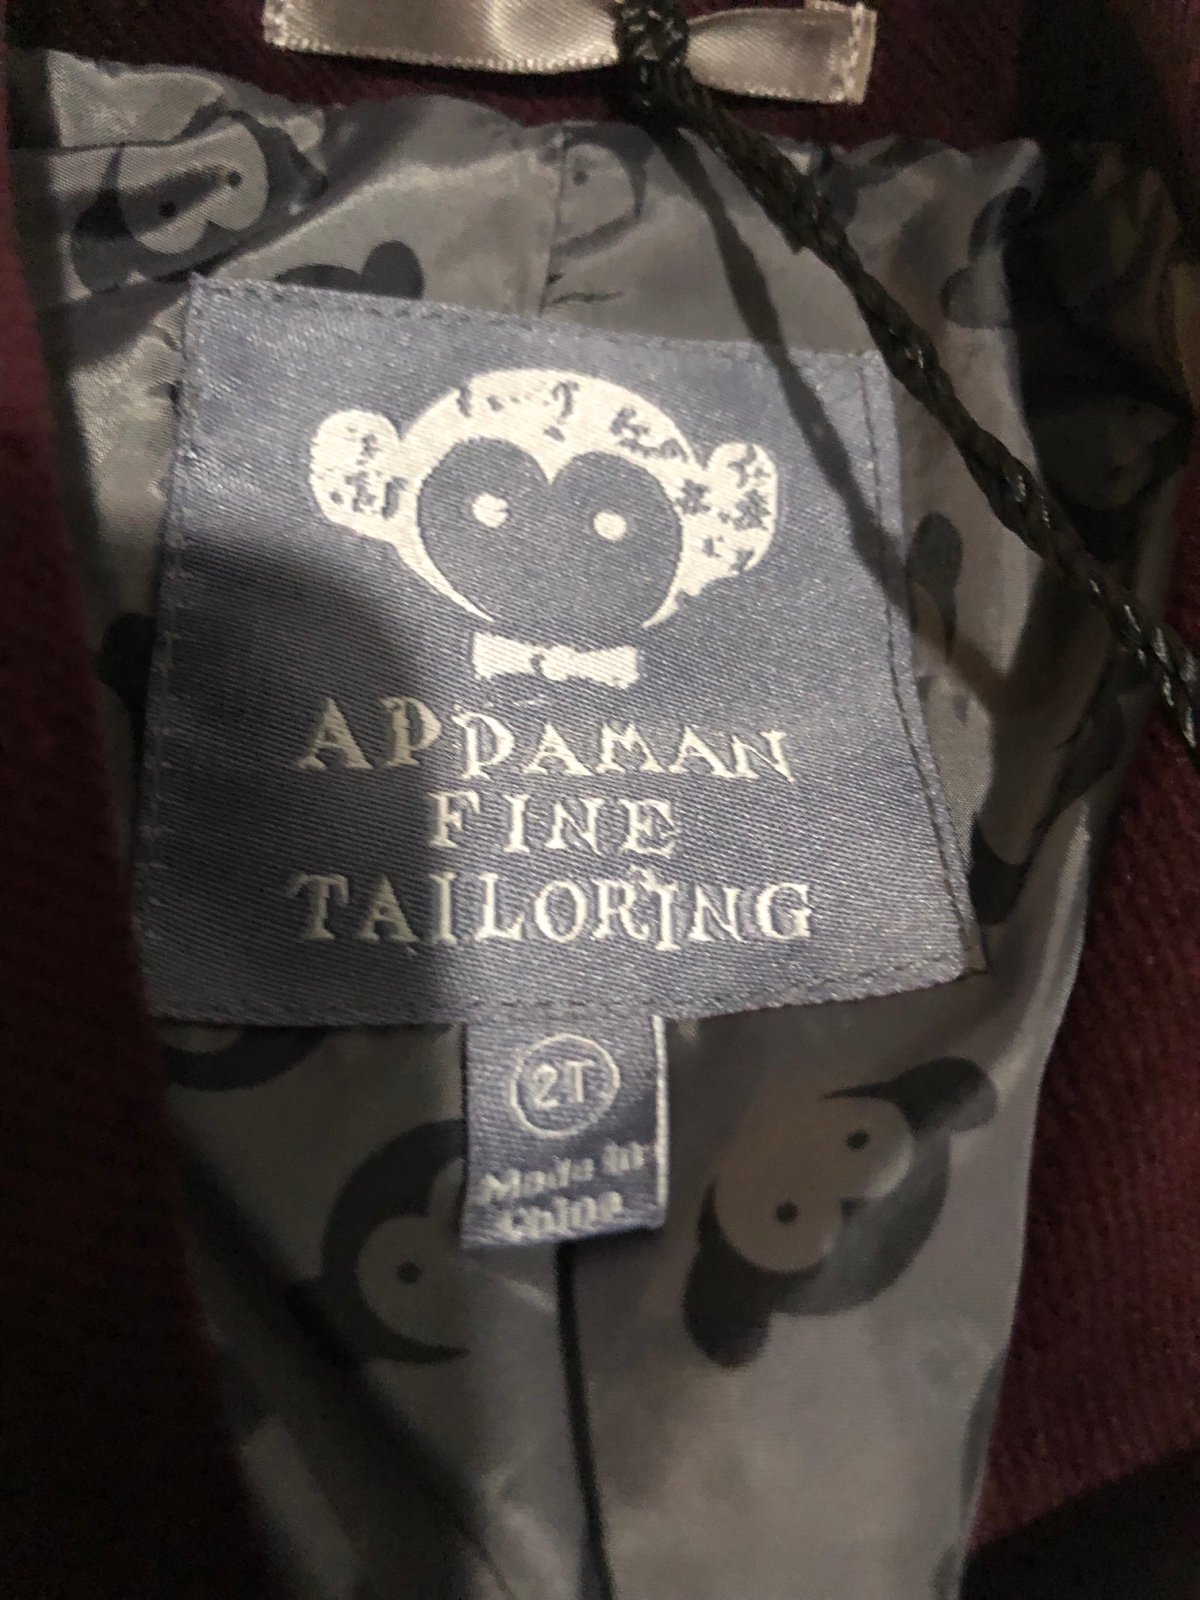 APPAMAN
FINE
TAILORING
2T
Made in
China